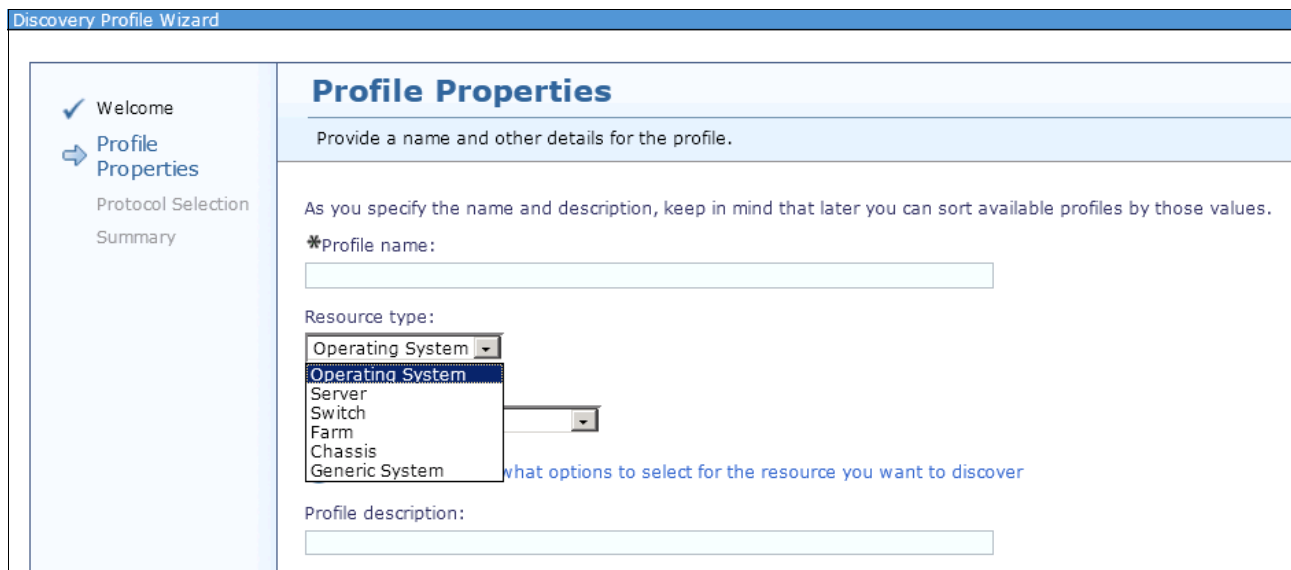 Discovery Profile Wizard
Welcome
Profile
Properties
Protocol Selection
Summary
Profile Properties
Provide a name and other details for the profile.
As you specify the name and description, keep in mind that later you can sort available profiles by those values.
*Profile name:
Resource type:
Operating System
Operating System
Server
Switch
Farm
Chassis
Generic System
what options to select for the resource you want to discover
Profile description: